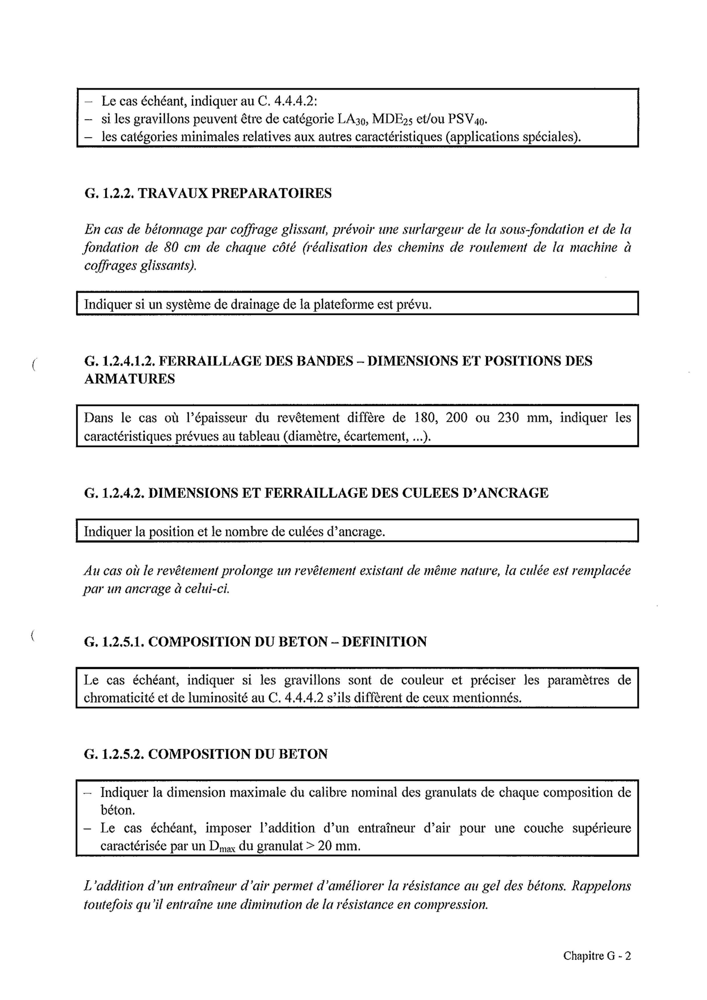 – Le cas échéant, indiquer au C. 4.4.4.2:
– si les gravillons peuvent être de catégorie LA30, MDE25 et/ou PSV40.
– les catégories minimales relatives aux autres caractéristiques (applications spéciales).
G. 1.2.2. TRAVAUX PREPARATOIRES
En cas de bétonnage par coffrage glissant, prévoir une surlargeur de la sous-fondation et de la
fondation de 80 cm de chaque côté (réalisation des chemins de roulement de la machine à
coffrages glissants).
Indiquer si un système de drainage de la plateforme est prévu.
G. 1.2.4.1.2. FERRAILLAGE DES BANDES – DIMENSIONS ET POSITIONS DES
ARMATURES
Dans le cas où l’épaisseur du revêtement diffère de 180, 200 ou 230 mm, indiquer les
caractéristiques prévues au tableau (diamètre, écartement, ...).
G. 1.2.4.2. DIMENSIONS ET FERRAILLAGE DES CULEES D’ANCRAGE
Indiquer la position et le nombre de culées d’ancrage.
Au cas où le revêtement prolonge un revêtement existant de même nature, la culée est remplacée
par un ancrage à celui-ci.
G. 1.2.5.1. COMPOSITION DU BETON – DEFINITION
Le cas échéant, indiquer si les gravillons sont de couleur et préciser les paramètres de
chromaticité et de luminosité au C. 4.4.4.2 s’ils diffèrent de ceux mentionnés.
G. 1.2.5.2. COMPOSITION DU BETON
– Indiquer la dimension maximale du calibre nominal des granulats de chaque composition de
béton.
– Le cas échéant, imposer l’addition d’un entraîneur d’air pour une couche supérieure
caractérisée par un Dmax du granulat > 20 mm.
L’addition d’un entraîneur d’air permet d’améliorer la résistance au gel des bétons. Rappelons
toutefois qu’il entraîne une diminution de la résistance en compression.
Chapitre G - 2